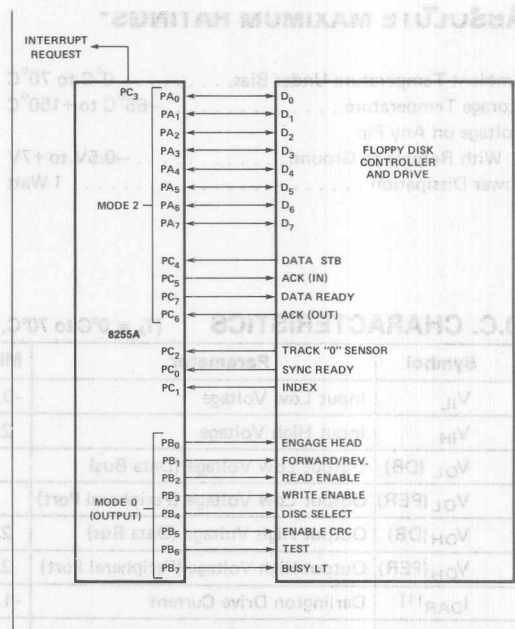 INTERRUPT
REQUEST
PC3
PA0 D0
PA1 D1
PA2 D2
PA3 D3
PA4 D4
PA5 D5
PA6 D6
PA7 D7
MODE 2
FLOPPY DISK
CONTROLLER
AND DRIVE
PC4 DATA STB
PC5 ACK (IN)
PC7 DATA READY
PC6 ACK (OUT)
8255A
PC2 TRACK "0" SENSOR
PC0 SYNC READY
PC1 INDEX
PB0 ENGAGE HEAD
PB1 FORWARD/REV.
PB2 READ ENABLE
PB3 WRITE ENABLE
PB4 DISC SELECT
PB5 ENABLE CRC
PB6 TEST
PB7 BUSY LT
MODE 0
(OUTPUT)
ABSOLUTE MAXIMUM RATINGS*
Ambient Temperature Under Bias. 0°C to 70°C
Storage Temperature -65°C to +150°C
Voltage on Any Pin
With Respect to Ground -0.5V to +7V
Power Dissipation 1 Watt
D.C. CHARACTERISTICS
Symbol Parameter
VIL Input Low Voltage
VIH Input High Voltage
VOL (DB) Output Low Voltage (Data Bus)
VOL (PER) Output Low Voltage (Peripheral Port)
VOH (DB) Output High Voltage (Data Bus)
VOH (PER) Output High Voltage (Peripheral Port)
IDAR[1] Darlington Drive Current